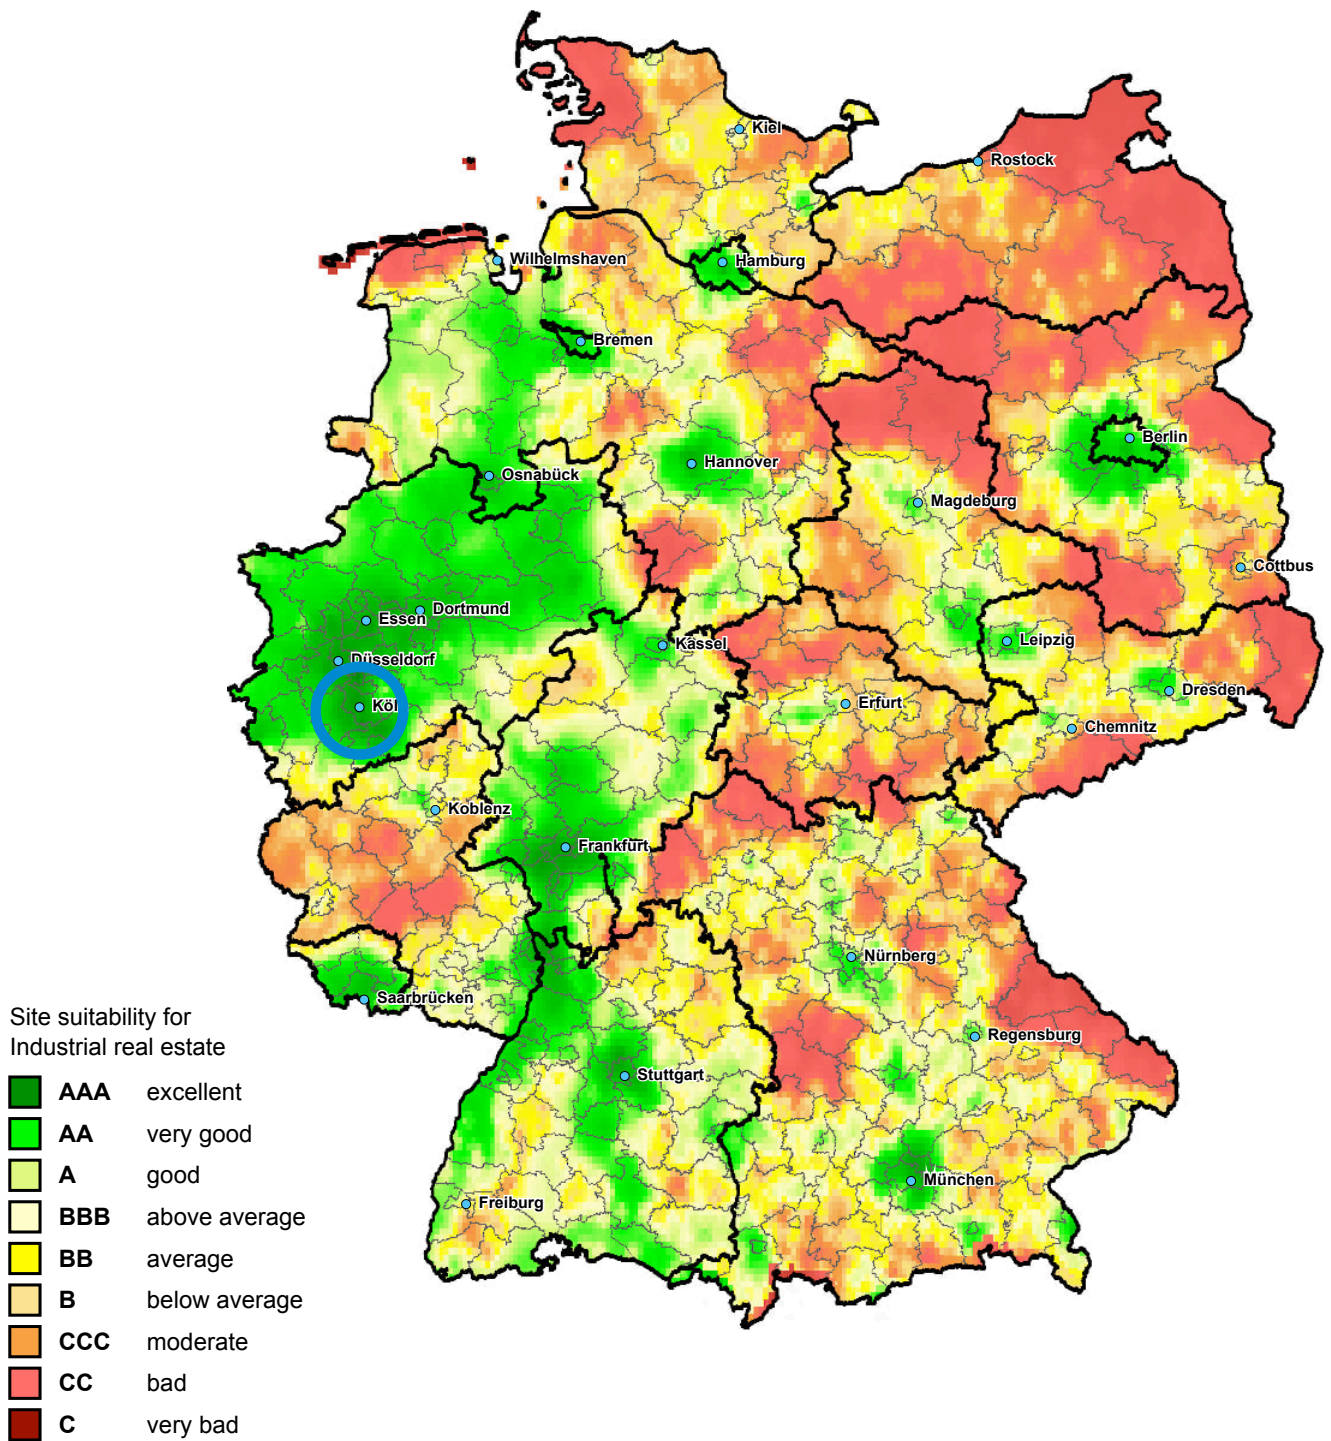 Kiel
Rostock
Wilhelmshaven
Hamburg
Bremen
Berlin
Hannover
Osnabück
Magdeburg
Cottbus
Dortmund
Essen
Leipzig
Kassel
Düsseldorf
Dresden
Köl
Erfurt
Chemnitz
Koblenz
Frankfurt
Nürnberg
Saarbrücken
Regensburg
Stuttgart
München
Freiburg
Site suitability for
Industrial real estate
AAA excellent
AA very good
A good
BBB above average
BB average
B below average
CCC moderate
CC bad
C very bad